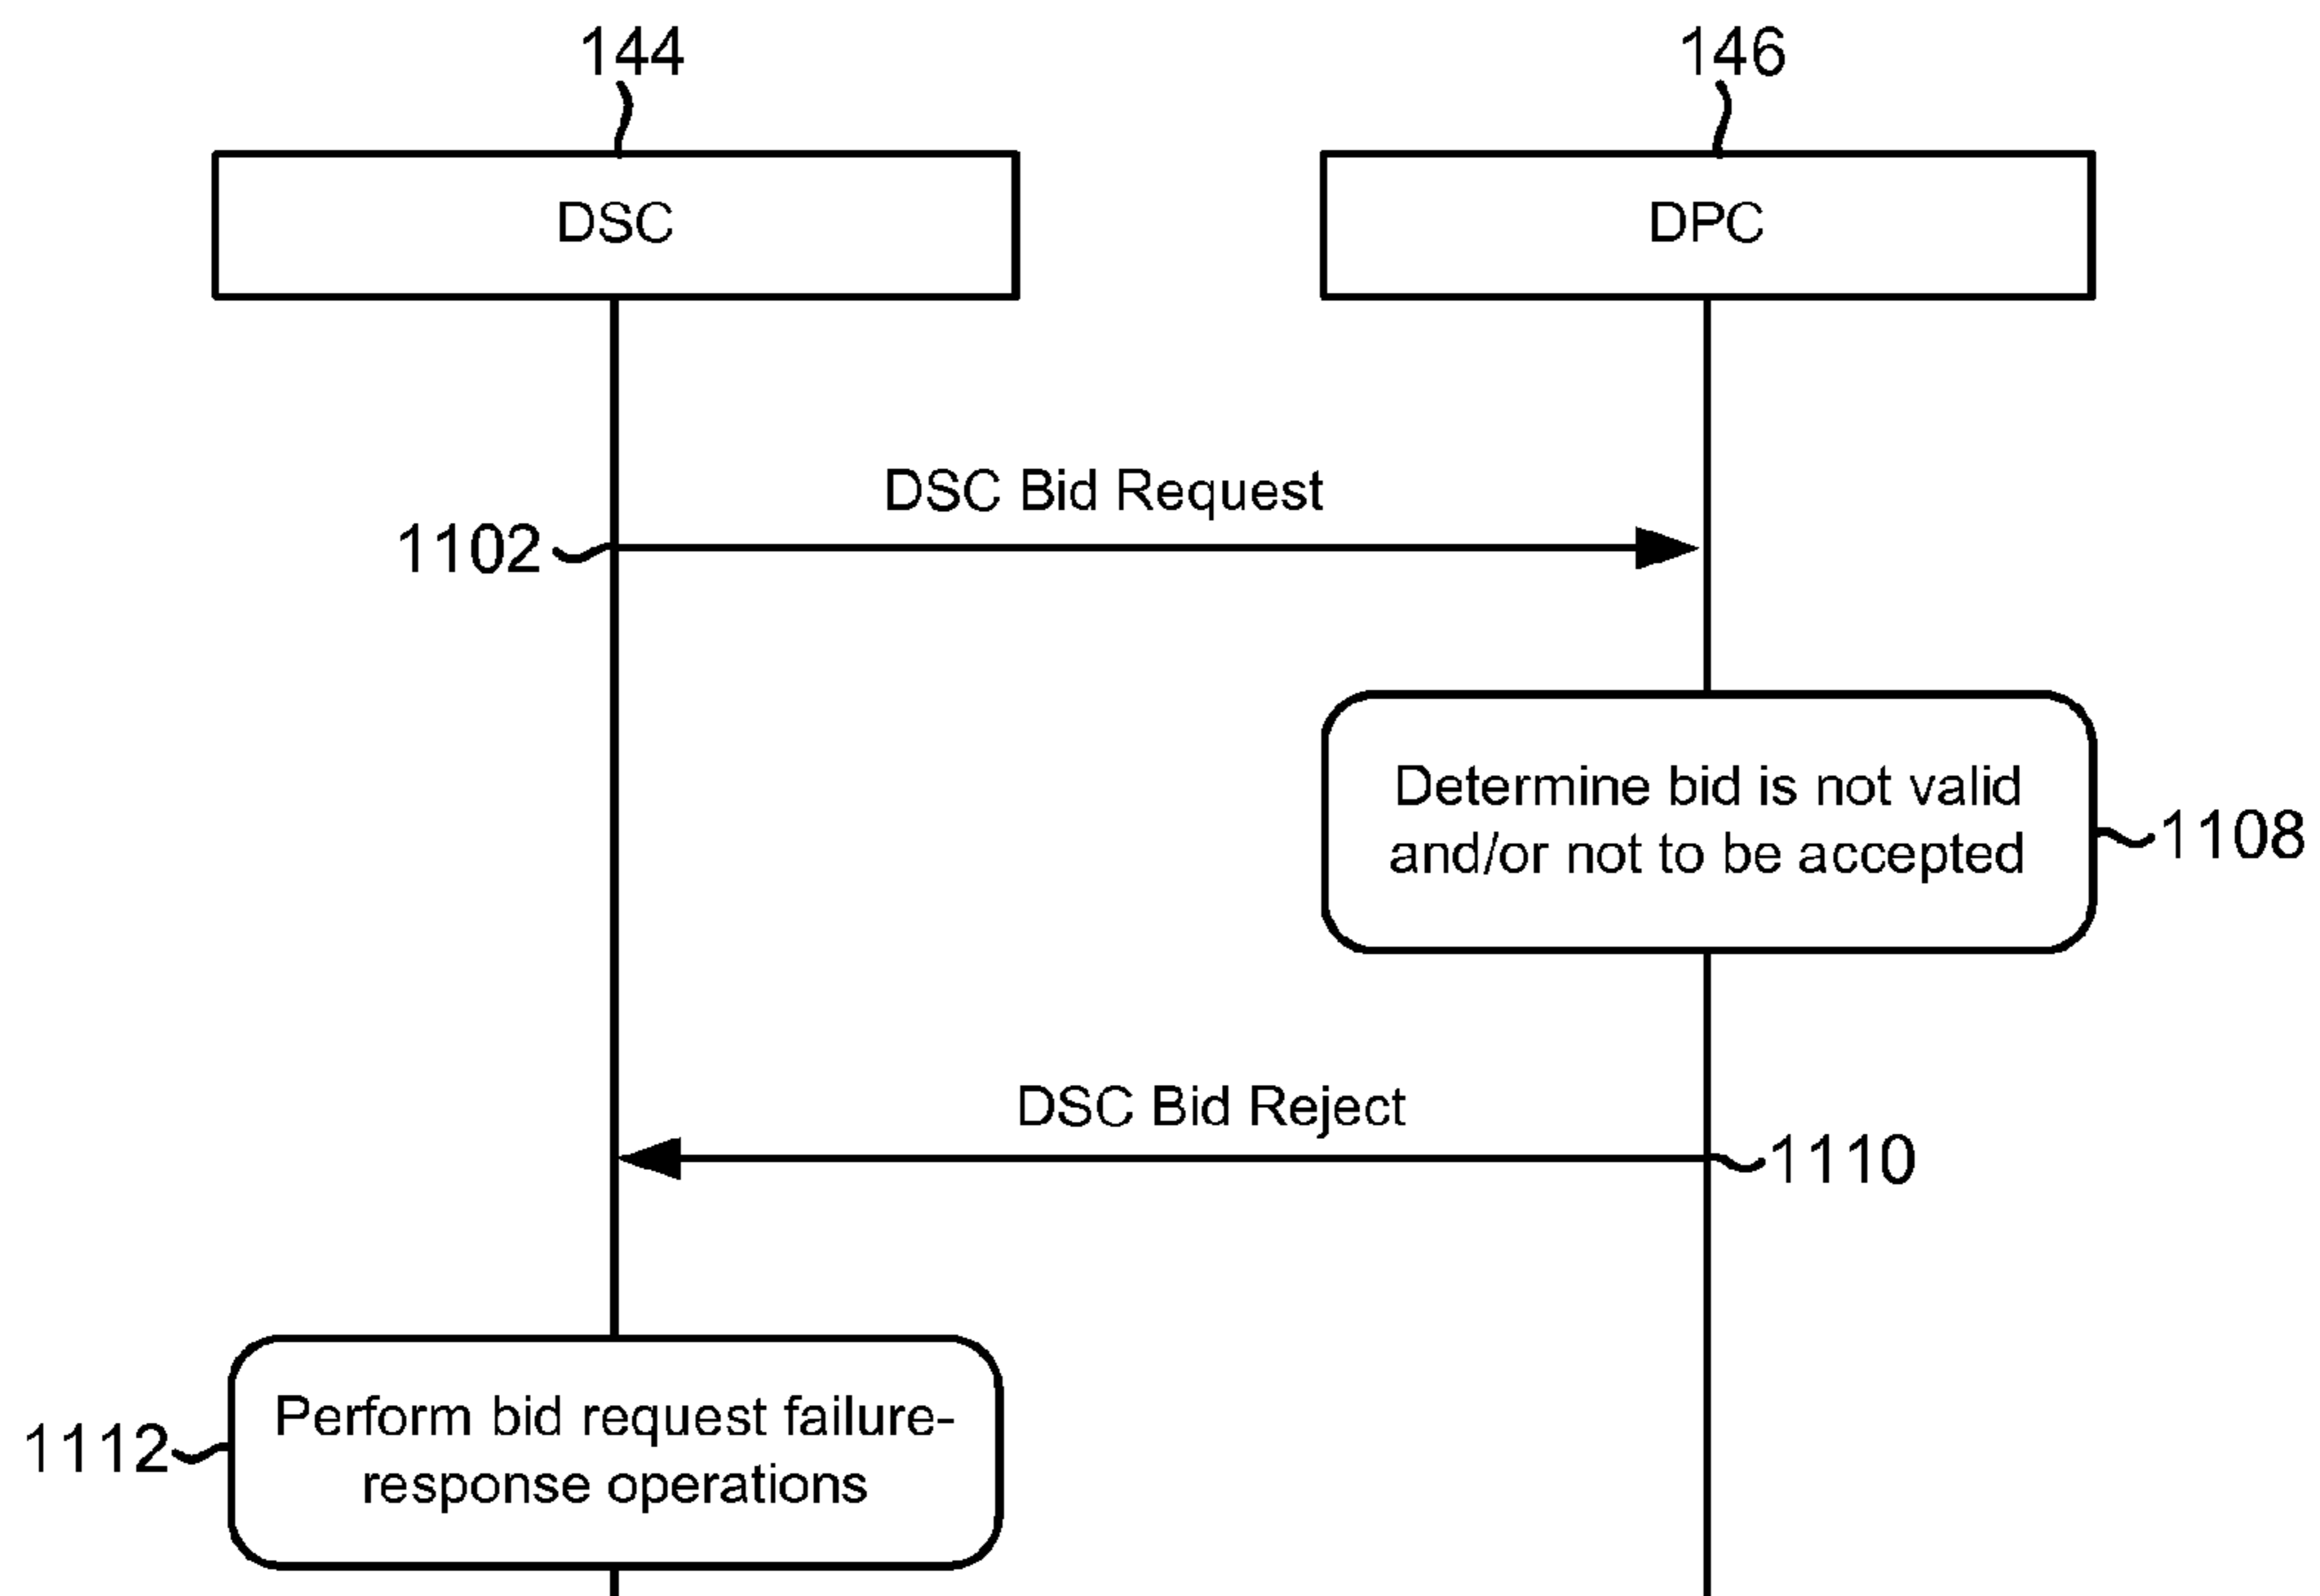 144
146
DSC
DPC
DSC Bid Request
1102
Determine bid is not valid
and/or not to be accepted
1108
DSC Bid Reject
1110
Perform bid request failure-
response operations
1112